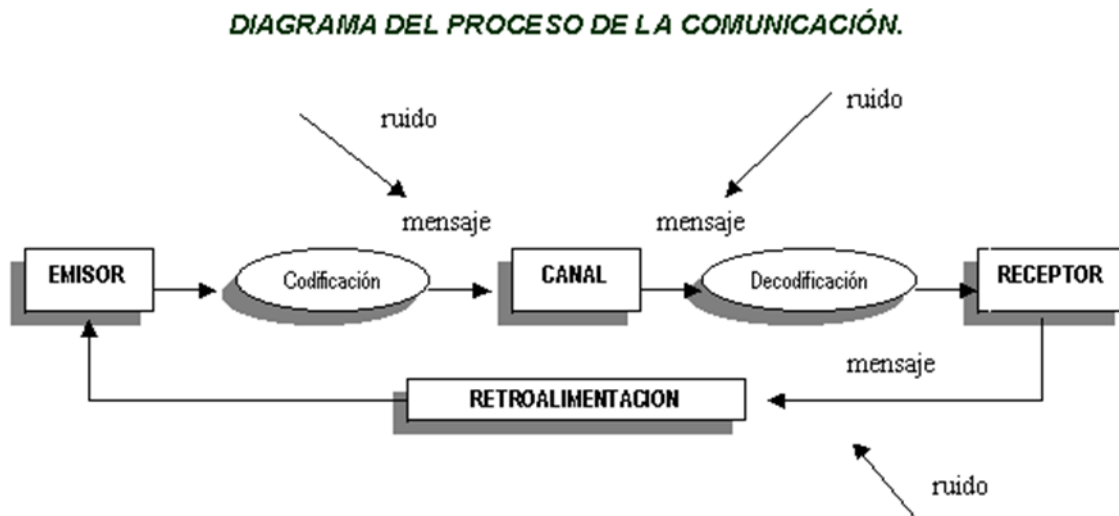 DIAGRAMA DEL PROCESO DE LA COMUNICACIÓN.
ruido
ruido
mensaje
mensaje
EMISOR
Codificación
CANAL
Decodificación
RECEPTOR
mensaje
RETROALIMENTACION
ruido